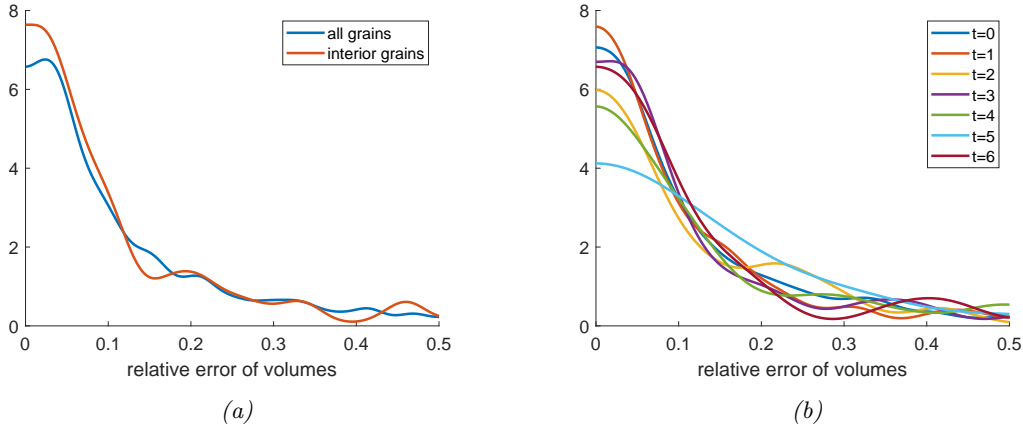 8
6
4
2
0
0
0.1
0.2
0.3
0.4
0.5
relative error of volumes
all grains
interior grains
(a)
8
6
4
2
0
0
0.1
0.2
0.3
0.4
0.5
relative error of volumes
t=0
t=1
t=2
t=3
t=4
t=5
t=6
(b)